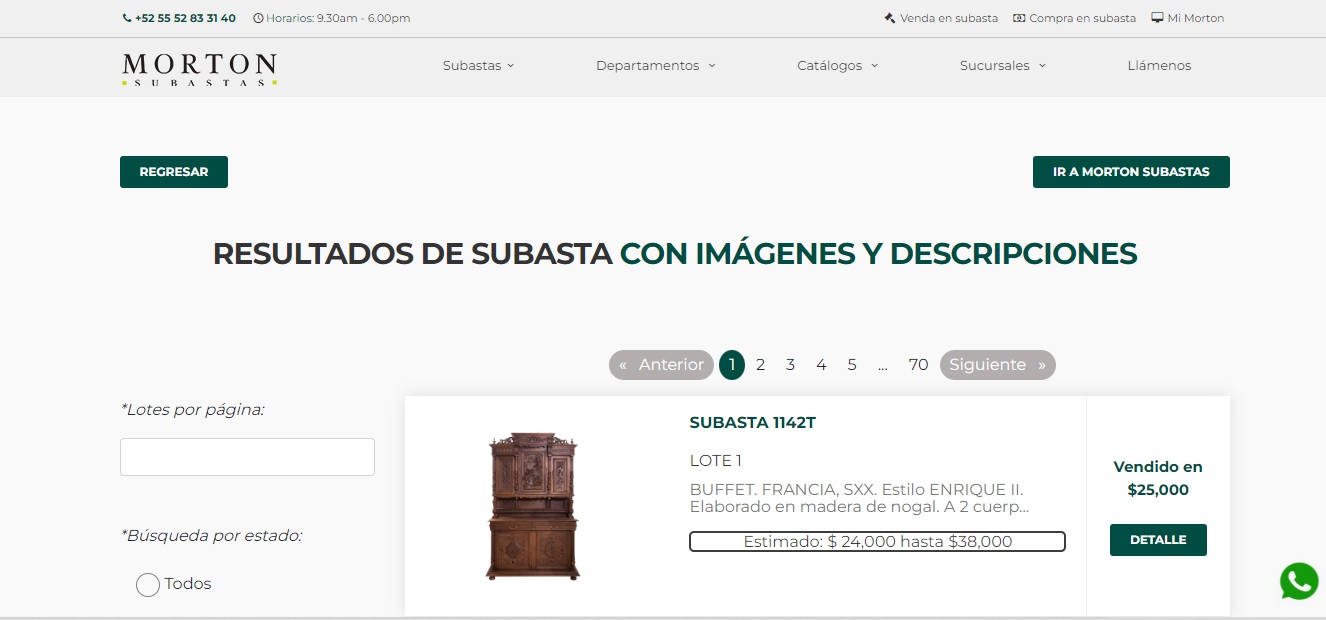 +52 55 52 83 31 40 Horarios: 9.30am - 6.00pm Venda en subasta Compra en subasta Mi Morton
MORTON
SUBASTAS
Subastas Departamentos Catálogos Sucursales Llámenos
REGRESAR IR A MORTON SUBASTAS
RESULTADOS DE SUBASTA CON IMÁGENES Y DESCRIPCIONES
« Anterior 1 2 3 4 5 ... 70 Siguiente »
*Lotes por página:
*Búsqueda por estado:
Todos
SUBASTA 1142T
LOTE 1
BUFFET. FRANCIA, SXX. Estilo ENRIQUE II.
Elaborado en madera de nogal. A 2 cuerp...
Estimado: $ 24,000 hasta $38,000
Vendido en
$25,000
DETALLE